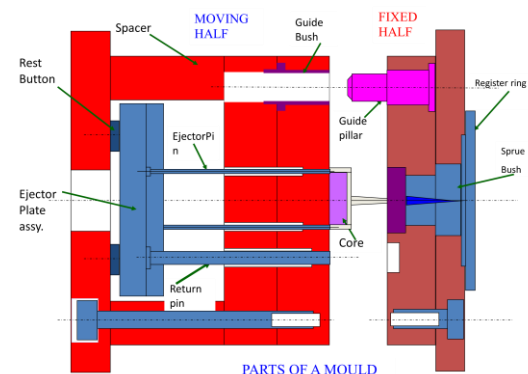 MOVING
HALF
FIXED
HALF
Spacer
Guide
Bush
Rest
Button
Register ring
EjectorPi
n
Guide
pillar
Sprue
Bush
Ejector
Plate
assy.
Core
Return
pin
PARTS OF A MOULD